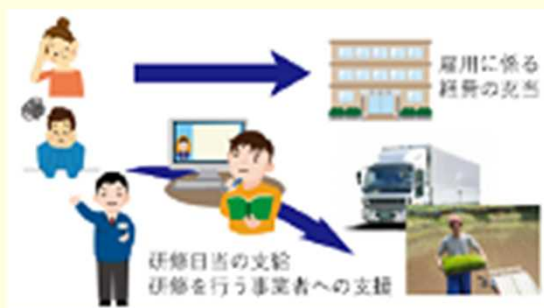 雇用に係る
経費の充当
研修日当の支給
研修を行う事業者への支援